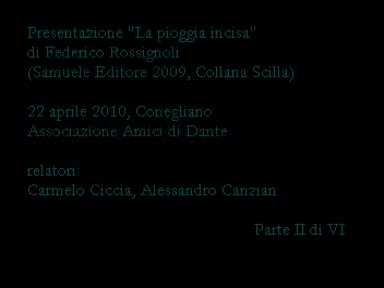 Presentazione "La pioggia incisa"
di Federico Rossignoli
(Samuele Editore 2009, Collana Scilla)
22 aprile 2010, Conegliano
Associazione Amici di Dante
relatori:
Carmelo Ciccia, Alessandro Canzian
Parte II di VI